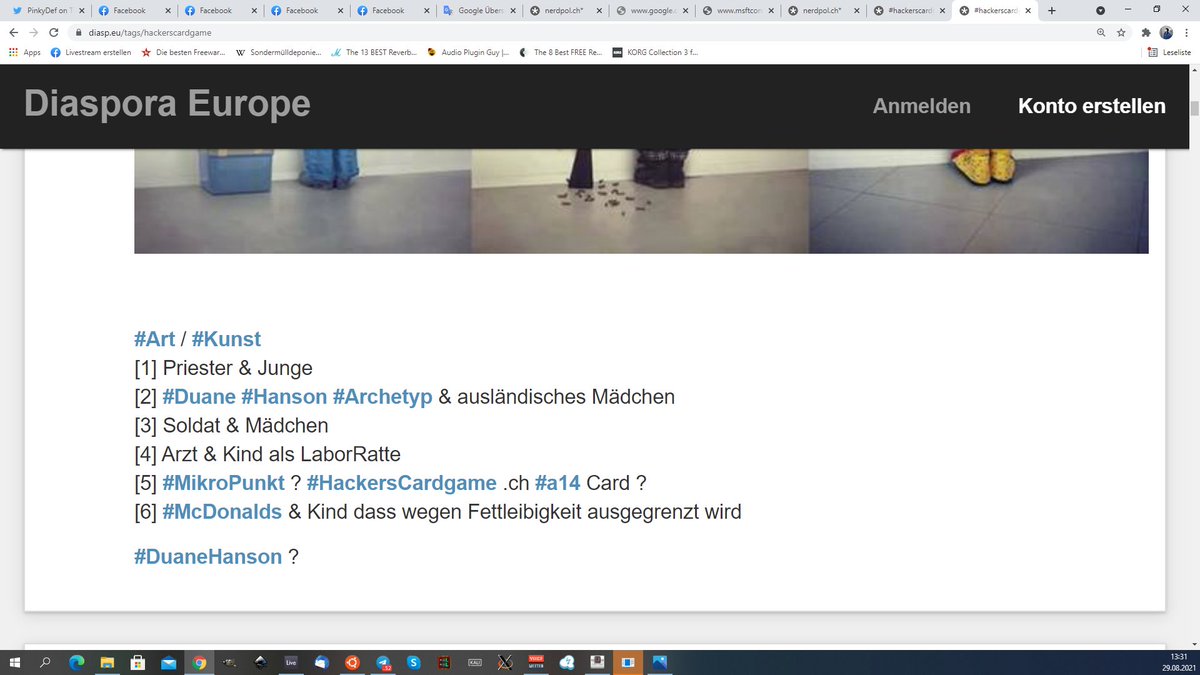 PinkyDef on T
Facebook
Facebook
Facebook
Facebook
Google Übers
nerdpol.ch*
www.google.c
www.msftcon
nerdpol.ch*
#hackerscard
#hackerscard
diasp.eu/tags/hackerscardgame
Apps
Livestream erstellen
Die besten Freewar...
Sondermülldeponie...
The 13 BEST Reverb...
Audio Plugin Guy |...
The 8 Best FREE Re...
KORG Collection 3 f...
Leseliste
Diaspora Europe
Anmelden
Konto erstellen
#Art / #Kunst
[1] Priester & Junge
[2] #Duane #Hanson #Archetyp & ausländisches Mädchen
[3] Soldat & Mädchen
[4] Arzt & Kind als LaborRatte
[5] #MikroPunkt ? #HackersCardgame .ch #a14 Card ?
[6] #McDonalds & Kind dass wegen Fettleibigkeit ausgegrenzt wird
#DuaneHanson ?
Live
KALI
13:31
29.08.2021